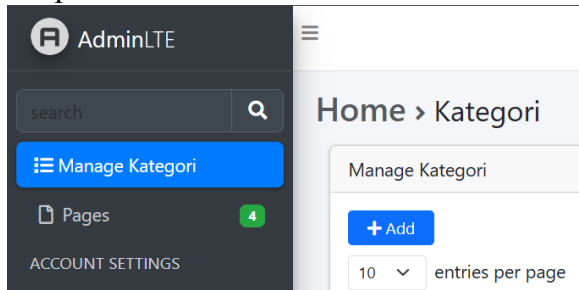 AdminLTE
search
Manage Kategori
Pages 4
ACCOUNT SETTINGS
Home › Kategori
Manage Kategori
+ Add
10 entries per page